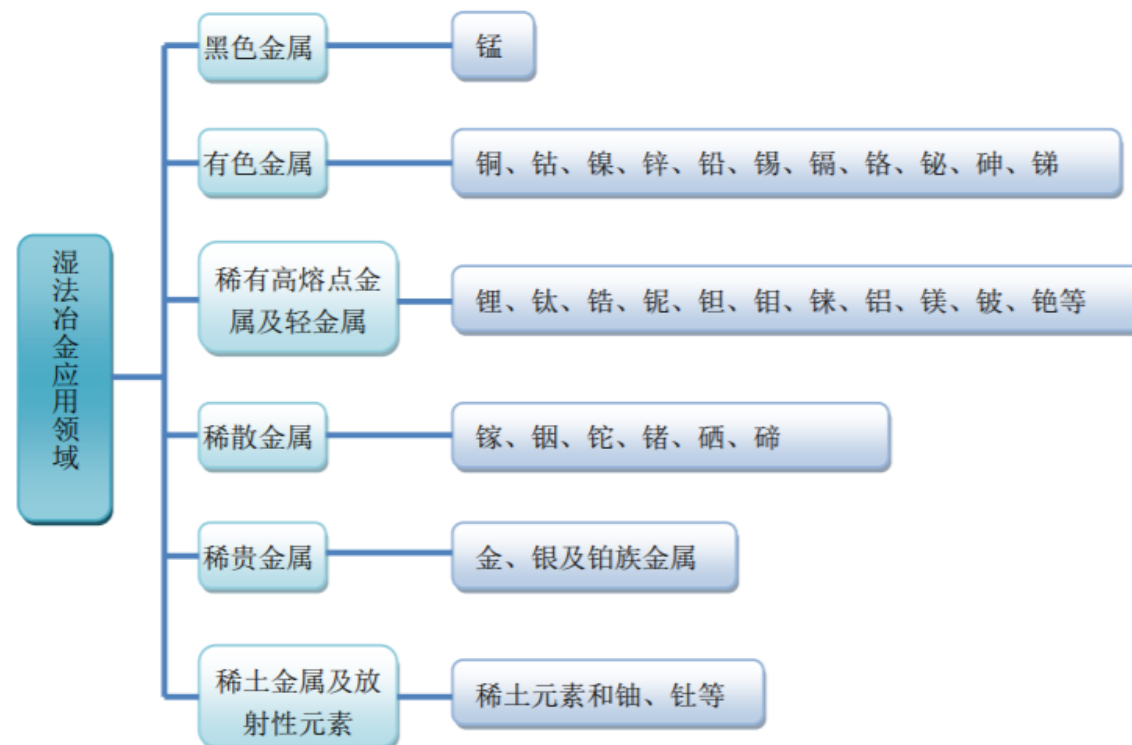 湿法冶金应用领域
黑色金属
锰
有色金属
铜、钴、镍、锌、铅、锡、镉、铬、铋、砷、锑
稀有高熔点金
属及轻金属
锂、钛、锆、铌、钽、钼、铼、铝、镁、铍、铯等
稀散金属
镓、铟、铊、锗、硒、碲
稀贵金属
金、银及铂族金属
稀土金属及放
射性元素
稀土元素和铀、钍等